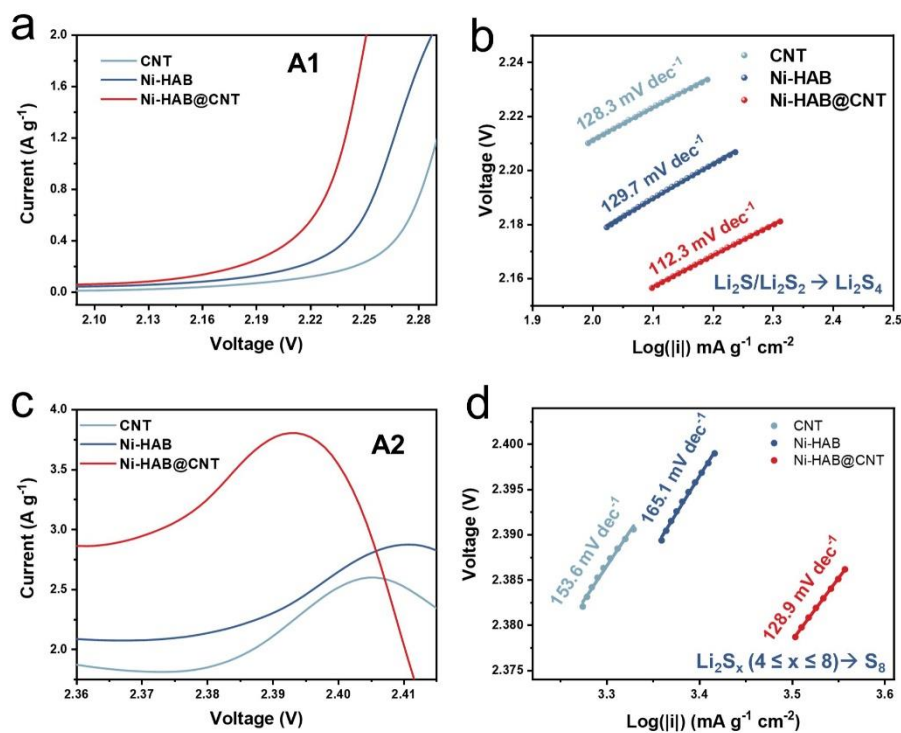 a
2.0
1.6
1.2
0.8
0.4
0.0
Current (A g⁻¹)
CNT
Ni-HAB
Ni-HAB@CNT
A1
2.10 2.13 2.16 2.19 2.22 2.25 2.28
Voltage (V)
b
2.24
2.22
2.20
2.18
2.16
Voltage (V)
CNT
Ni-HAB
Ni-HAB@CNT
128.3 mV dec⁻¹
129.7 mV dec⁻¹
112.3 mV dec⁻¹
Li₂S/Li₂S₂ → Li₂S₄
1.9 2.0 2.1 2.2 2.3 2.4 2.5
Log(|i|) mA g⁻¹ cm⁻²
c
4.0
3.5
3.0
2.5
2.0
Current (A g⁻¹)
CNT
Ni-HAB
Ni-HAB@CNT
A2
2.36 2.37 2.38 2.39 2.40 2.41
Voltage (V)
d
2.400
2.395
2.390
2.385
2.380
2.375
Voltage (V)
CNT
Ni-HAB
Ni-HAB@CNT
153.6 mV dec⁻¹
165.1 mV dec⁻¹
128.9 mV dec⁻¹
Li₂Sₓ (4 ≤ x ≤ 8)→ S₈
3.3 3.4 3.5 3.6
Log(|i|) (mA g⁻¹ cm⁻²)